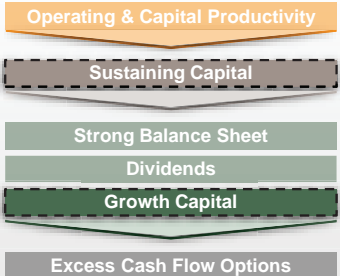 Operating & Capital Productivity
Sustaining Capital
Strong Balance Sheet
Dividends
Growth Capital
Excess Cash Flow Options